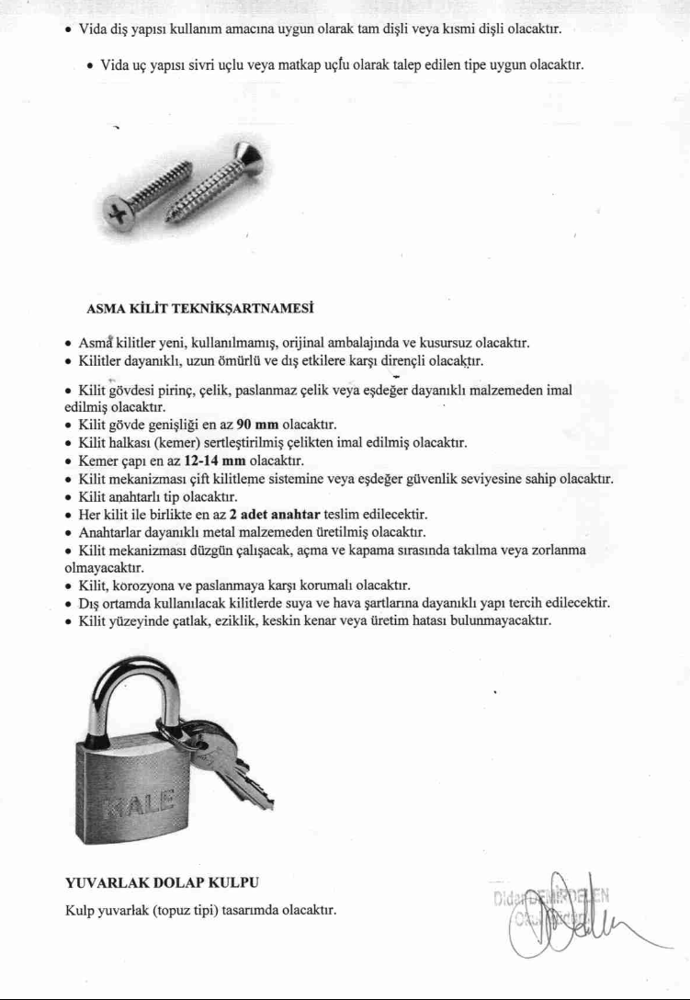 • Vida diş yapısı kullanım amacına uygun olarak tam dişli veya kısmi dişli olacaktır.
• Vida uç yapısı sivri uçlu veya matkap uçlu olarak talep edilen tipe uygun olacaktır.
ASMA KİLİT TEKNİKŞARTNAMESİ
• Asma kilitler yeni, kullanılmamış, orijinal ambalajında ve kusursuz olacaktır.
• Kilitler dayanıklı, uzun ömürlü ve dış etkilere karşı dirençli olacaktır.
• Kilit gövdesi pirinç, çelik, paslanmaz çelik veya eşdeğer dayanıklı malzemeden imal
edilmiş olacaktır.
• Kilit gövde genişliği en az 90 mm olacaktır.
• Kilit halkası (kemer) sertleştirilmiş çelikten imal edilmiş olacaktır.
• Kemer çapı en az 12-14 mm olacaktır.
• Kilit mekanizması çift kilitleme sistemine veya eşdeğer güvenlik seviyesine sahip olacaktır.
• Kilit anahtarlı tip olacaktır.
• Her kilit ile birlikte en az 2 adet anahtar teslim edilecektir.
• Anahtarlar dayanıklı metal malzemeden üretilmiş olacaktır.
• Kilit mekanizması düzgün çalışacak, açma ve kapama sırasında takılma veya zorlanma
olmayacaktır.
• Kilit, korozyona ve paslanmaya karşı korumalı olacaktır.
• Dış ortamda kullanılacak kilitlerde suya ve hava şartlarına dayanıklı yapı tercih edilecektir.
• Kilit yüzeyinde çatlak, eziklik, keskin kenar veya üretim hatası bulunmayacaktır.
KALE
YUVARLAK DOLAP KULPU
Kulp yuvarlak (topuz tipi) tasarımda olacaktır.
Didar DEMİRDELEN
Okul Müdürü